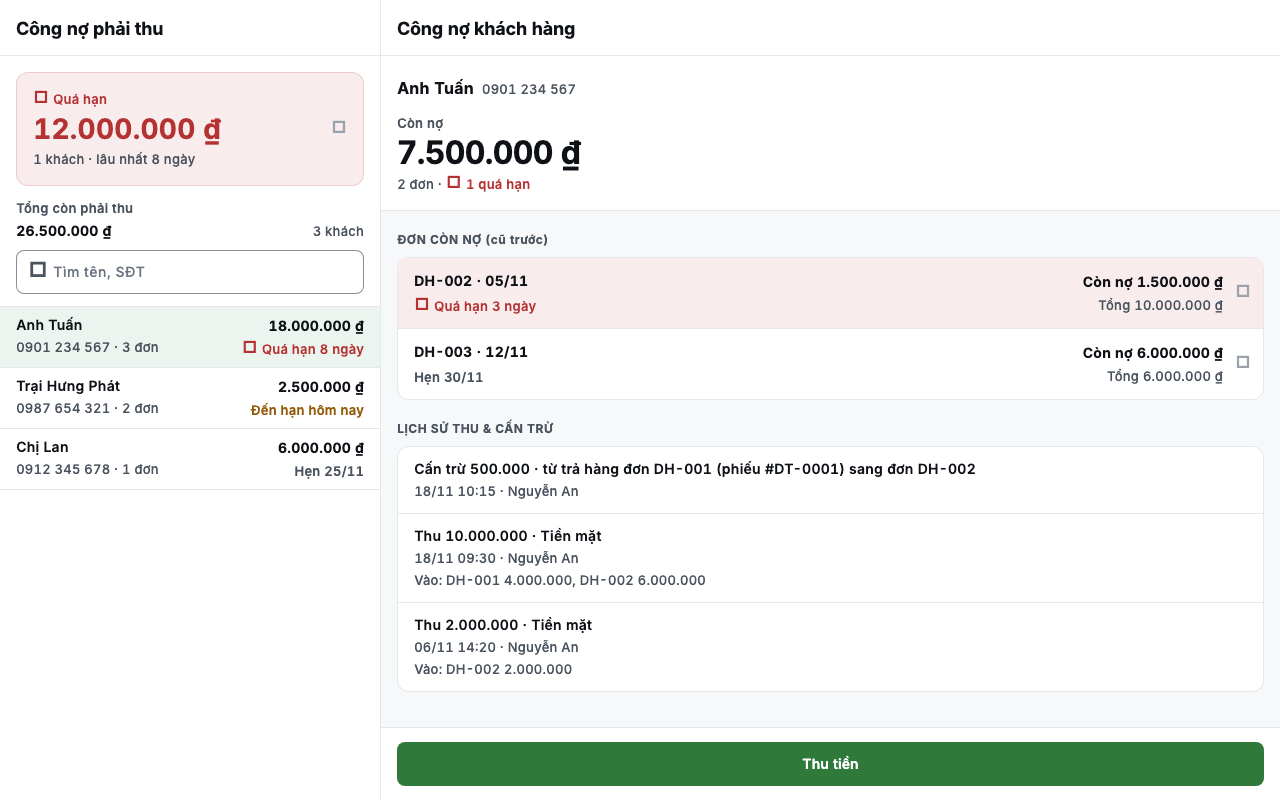 Công nợ phải thu
Quá hạn
12.000.000 ₫
1 khách · lâu nhất 8 ngày
Tổng còn phải thu
26.500.000 ₫
3 khách
Tìm tên, SĐT
Anh Tuấn
18.000.000 ₫
0901 234 567 · 3 đơn
Quá hạn 8 ngày
Trại Hưng Phát
2.500.000 ₫
0987 654 321 · 2 đơn
Đến hạn hôm nay
Chị Lan
6.000.000 ₫
0912 345 678 · 1 đơn
Hẹn 25/11
Công nợ khách hàng
Anh Tuấn 0901 234 567
Còn nợ
7.500.000 ₫
2 đơn · 1 quá hạn
ĐƠN CÒN NỢ (cũ trước)
DH-002 · 05/11
Còn nợ 1.500.000 ₫
Quá hạn 3 ngày
Tổng 10.000.000 ₫
DH-003 · 12/11
Còn nợ 6.000.000 ₫
Hẹn 30/11
Tổng 6.000.000 ₫
LỊCH SỬ THU & CẤN TRỪ
Cấn trừ 500.000 · từ trả hàng đơn DH-001 (phiếu #DT-0001) sang đơn DH-002
18/11 10:15 · Nguyễn An
Thu 10.000.000 · Tiền mặt
18/11 09:30 · Nguyễn An
Vào: DH-001 4.000.000, DH-002 6.000.000
Thu 2.000.000 · Tiền mặt
06/11 14:20 · Nguyễn An
Vào: DH-002 2.000.000
Thu tiền